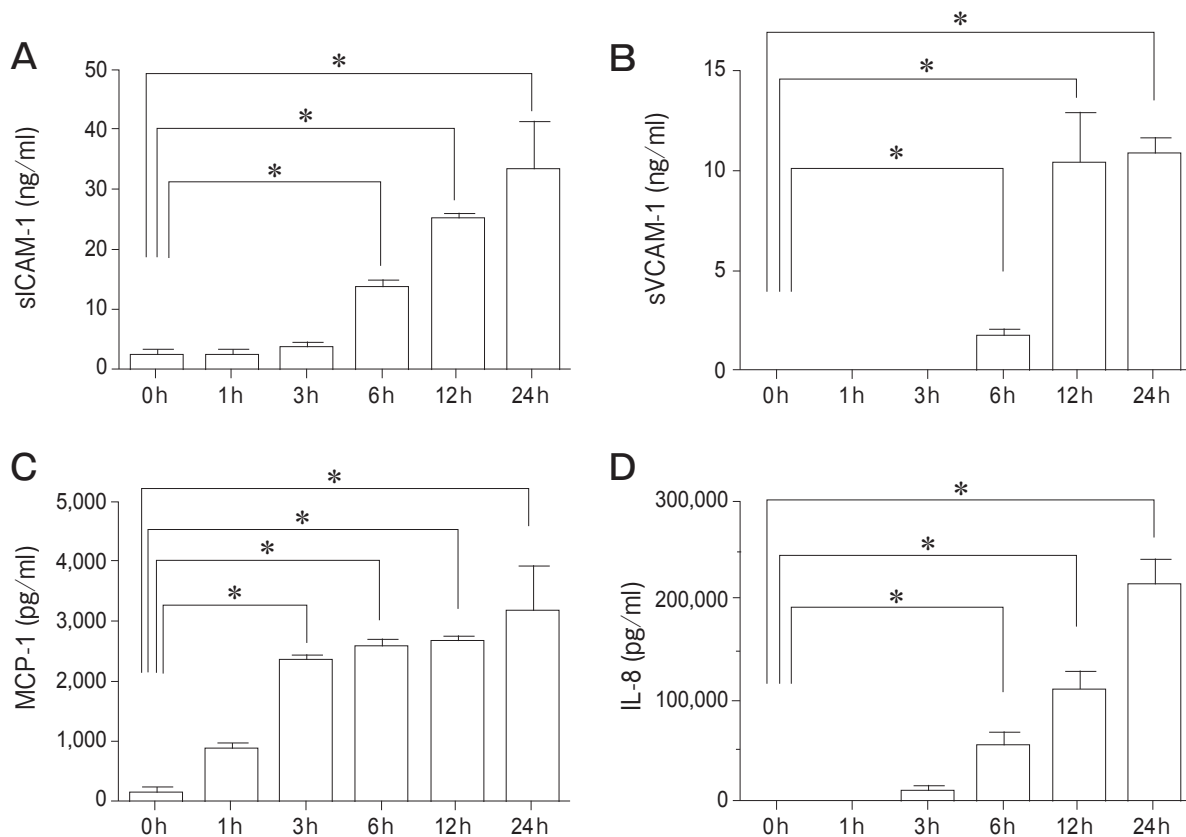 A
sICAM-1 (ng/ml)
50
40
30
20
10
0
*
*
*
0h 1h 3h 6h 12h 24h
B
sVCAM-1 (ng/ml)
15
10
5
0
*
*
*
0h 1h 3h 6h 12h 24h
C
MCP-1 (pg/ml)
5,000
4,000
3,000
2,000
1,000
0
*
*
*
*
0h 1h 3h 6h 12h 24h
D
IL-8 (pg/ml)
300,000
200,000
100,000
0
*
*
*
0h 1h 3h 6h 12h 24h